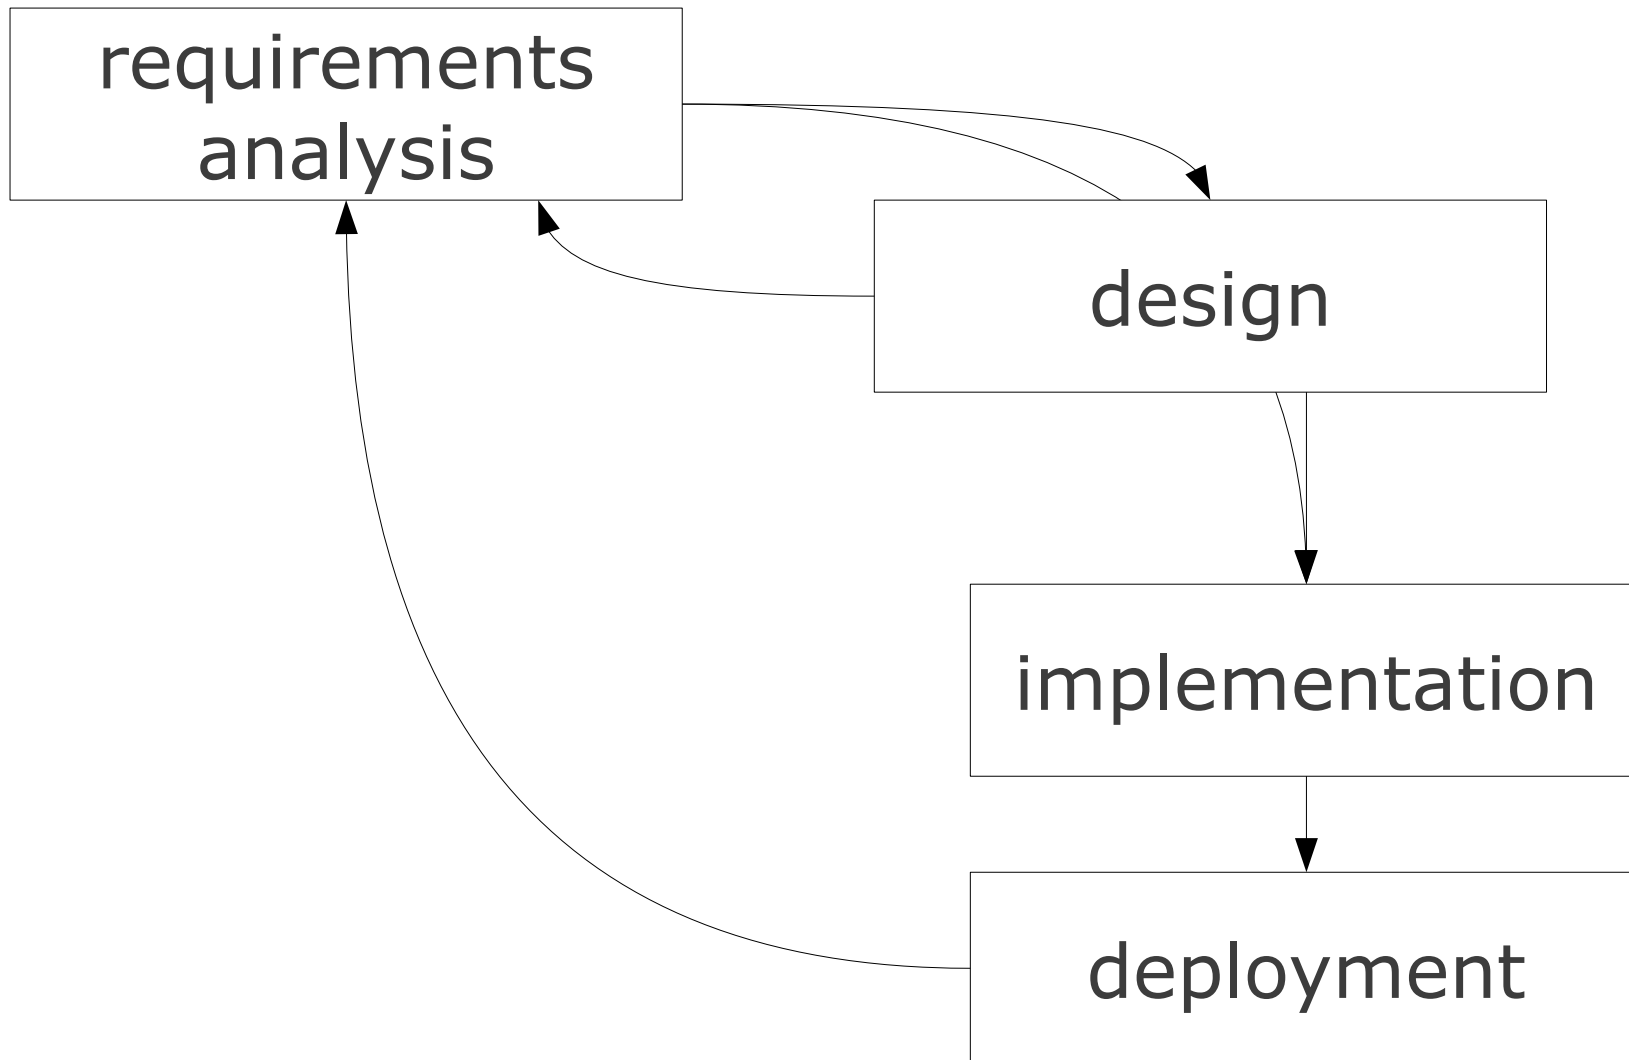 requirements
analysis
design
implementation
deployment